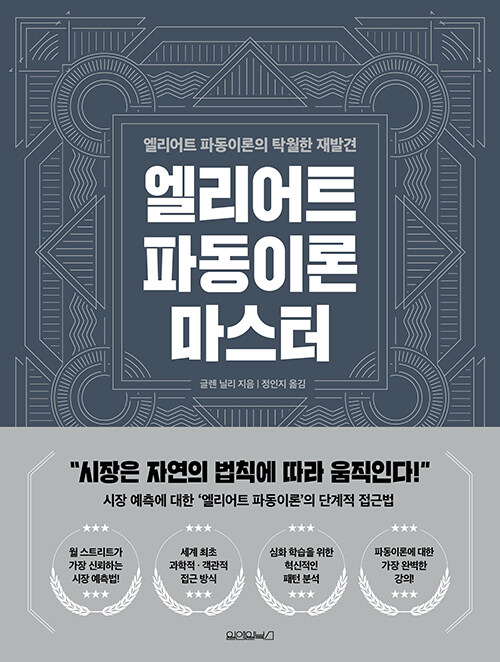 엘리어트 파동이론의 탁월한 재발견
엘리어트
파동이론
마스터
글렌 닐리 지음 | 정인지 옮김
"시장은 자연의 법칙에 따라 움직인다!"
시장 예측에 대한 ‘엘리어트 파동이론’의 단계적 접근법
월 스트리트가
가장 신뢰하는
시장 예측법!
세계 최초
과학적·객관적
접근 방식
심화 학습을 위한
혁신적인
패턴 분석
파동이론에 대한
가장 완벽한
강의!